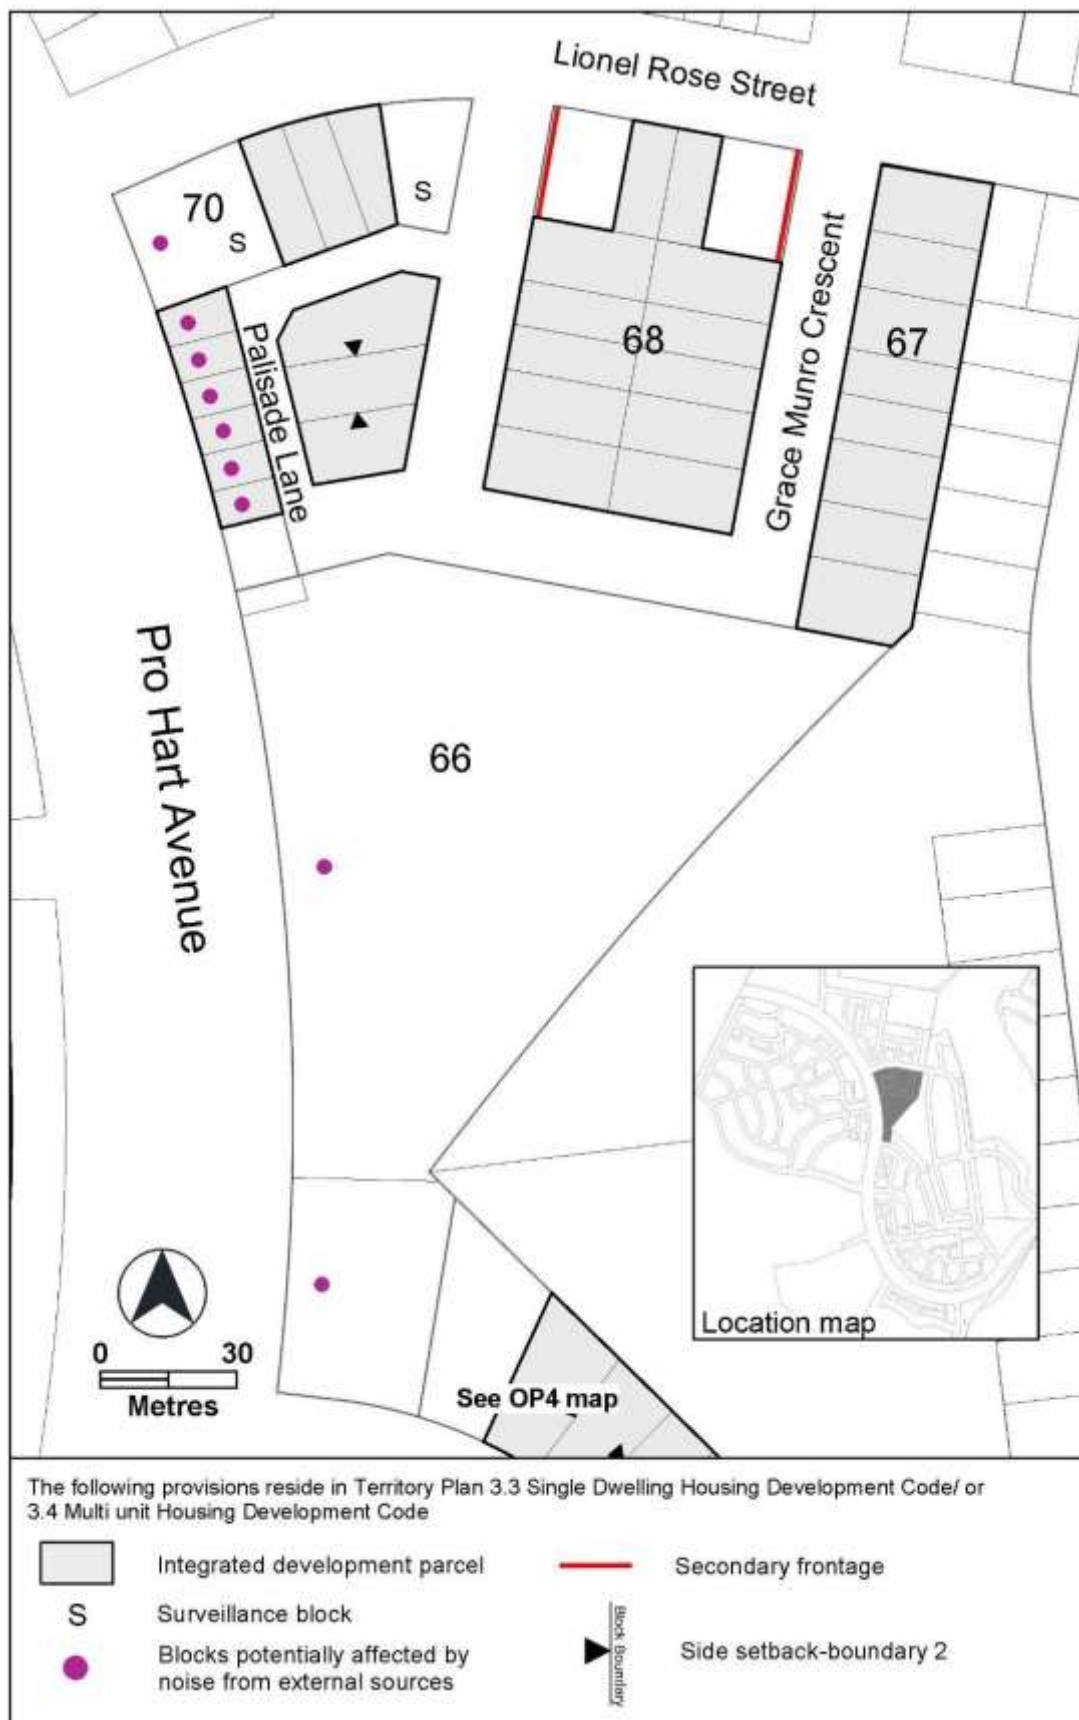 Lionel Rose Street
70
S
S
Palisade Lane
68
Grace Munro Crescent
67
Pro Hart Avenue
66
Location map
0 30
Metres
See OP4 map
The following provisions reside in Territory Plan 3.3 Single Dwelling Housing Development Code/ or
3.4 Multi unit Housing Development Code
Integrated development parcel
Secondary frontage
S Surveillance block
Blocks potentially affected by
noise from external sources
Block Boundary
Side setback-boundary 2